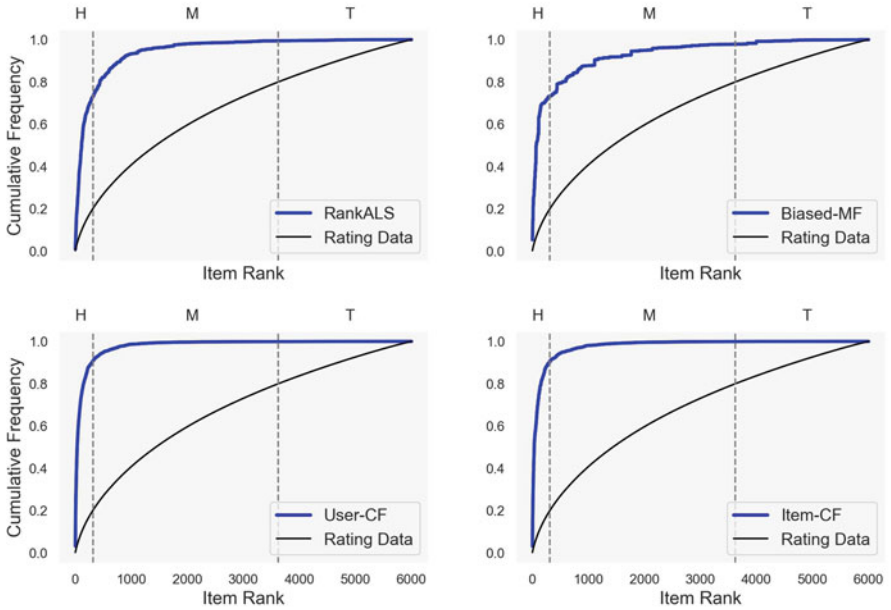 H M T H M T
1.0
0.8
0.6
0.4
0.2
0.0
Cumulative Frequency
RankALS
Rating Data
Item Rank
1.0
0.8
0.6
0.4
0.2
0.0
Biased-MF
Rating Data
Item Rank
H M T H M T
1.0
0.8
0.6
0.4
0.2
0.0
Cumulative Frequency
User-CF
Rating Data
0 1000 2000 3000 4000 5000 6000
Item Rank
1.0
0.8
0.6
0.4
0.2
0.0
Item-CF
Rating Data
0 1000 2000 3000 4000 5000 6000
Item Rank